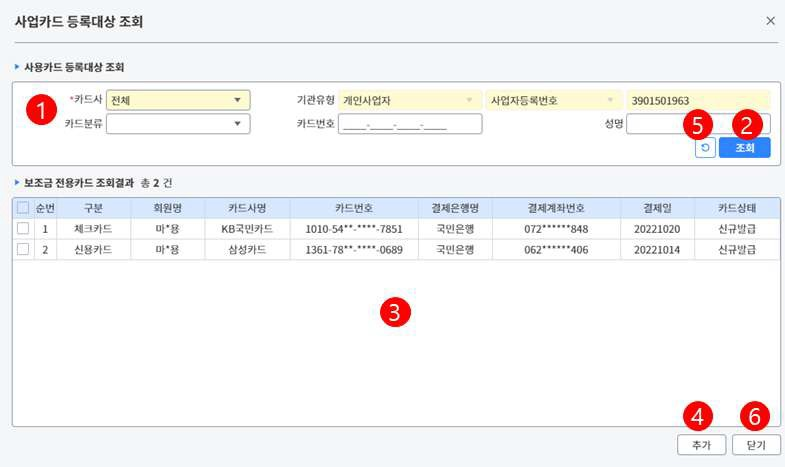 사업카드 등록대상 조회 ×
사용카드 등록대상 조회
1 *카드사 전체 기관유형 개인사업자 사업자등록번호 3901501963
카드분류 카드번호 ____-____-____-____ 성명 5 2
조회
보조금 전용카드 조회결과 총 2 건
순번 구분 회원명 카드사명 카드번호 결제은행명 결제계좌번호 결제일 카드상태
1 체크카드 마*용 KB국민카드 1010-54**-****-7851 국민은행 072******848 20221020 신규발급
2 신용카드 마*용 삼성카드 1361-78**-****-0689 국민은행 062******406 20221014 신규발급
3
4 6
추가 닫기